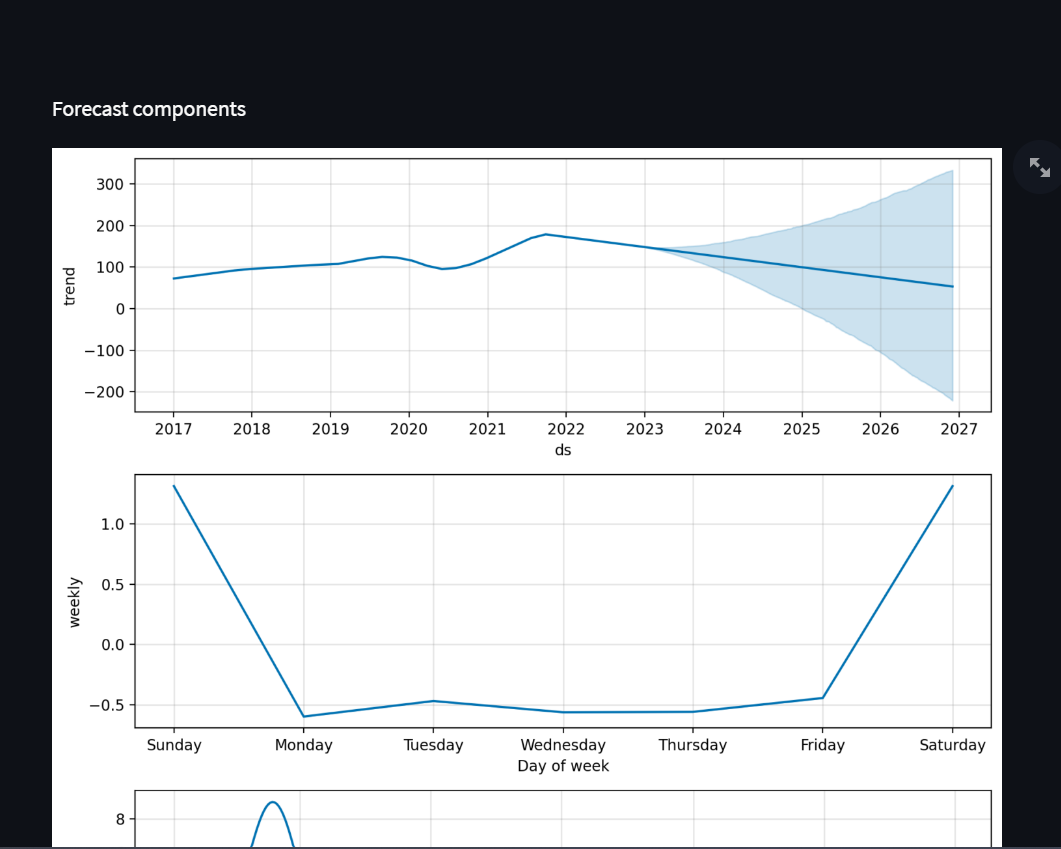 Forecast components
300
200
100
0
−100
−200
trend
2017 2018 2019 2020 2021 2022 2023 2024 2025 2026 2027
ds
1.0
0.5
0.0
−0.5
weekly
Sunday Monday Tuesday Wednesday Thursday Friday Saturday
Day of week
8